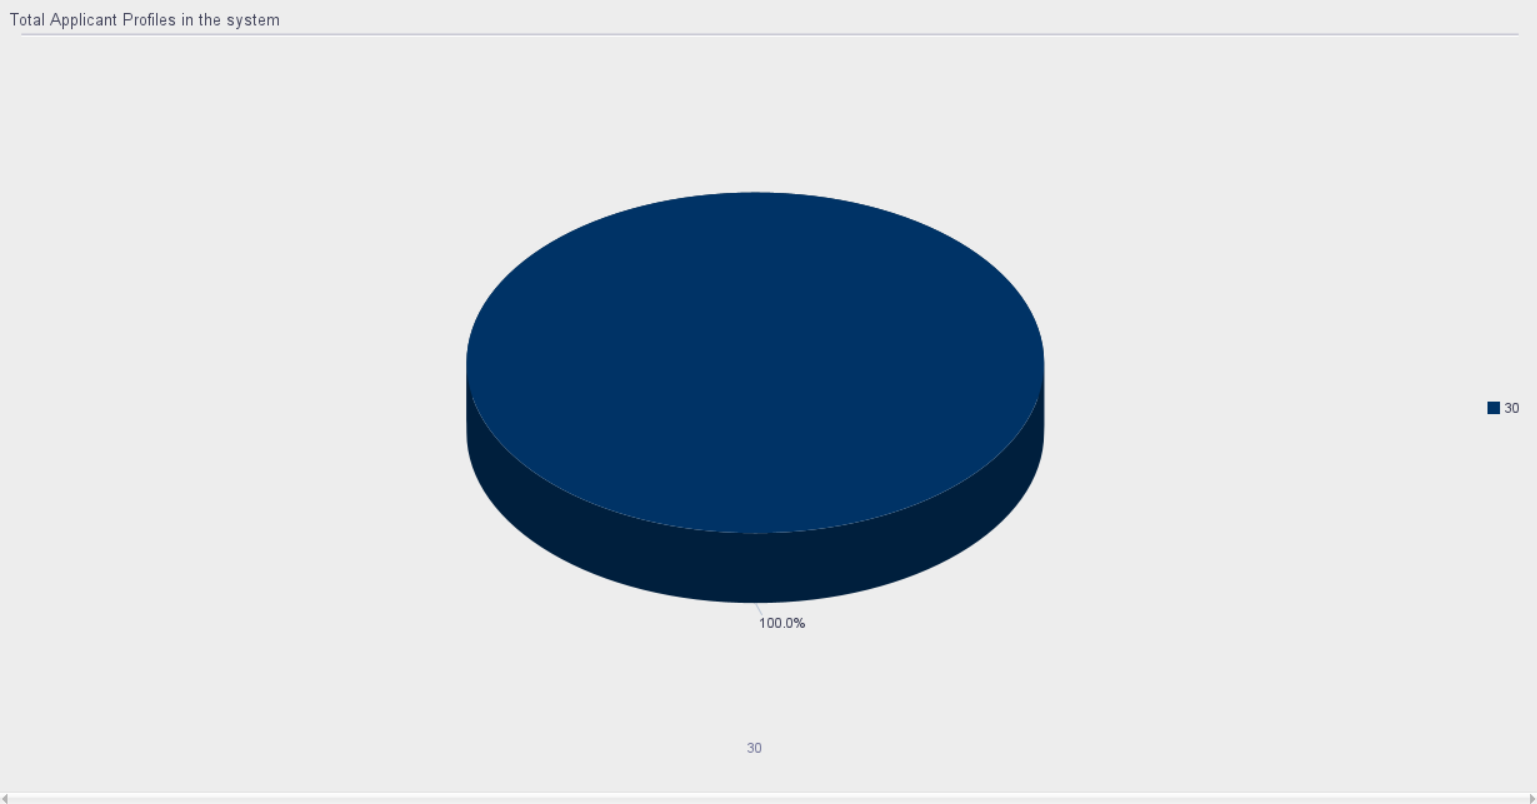 Total Applicant Profiles in the system
30
100.0%
30